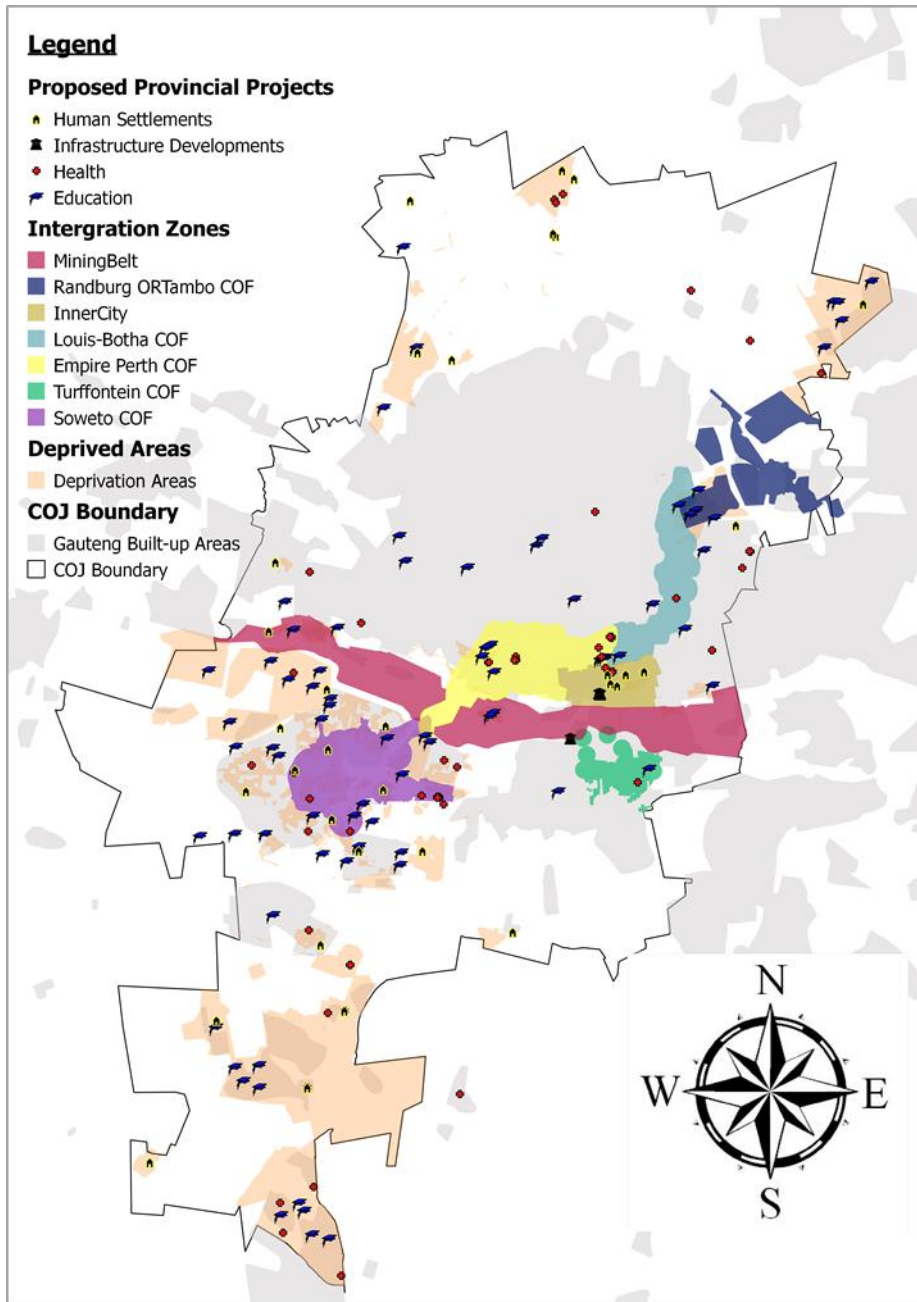 Legend
Proposed Provincial Projects
Human Settlements
Infrastructure Developments
Health
Education
Intergration Zones
MiningBelt
Randburg ORTambo COF
InnerCity
Louis-Botha COF
Empire Perth COF
Turffontein COF
Soweto COF
Deprived Areas
Deprivation Areas
COJ Boundary
Gauteng Built-up Areas
COJ Boundary
N
W
E
S